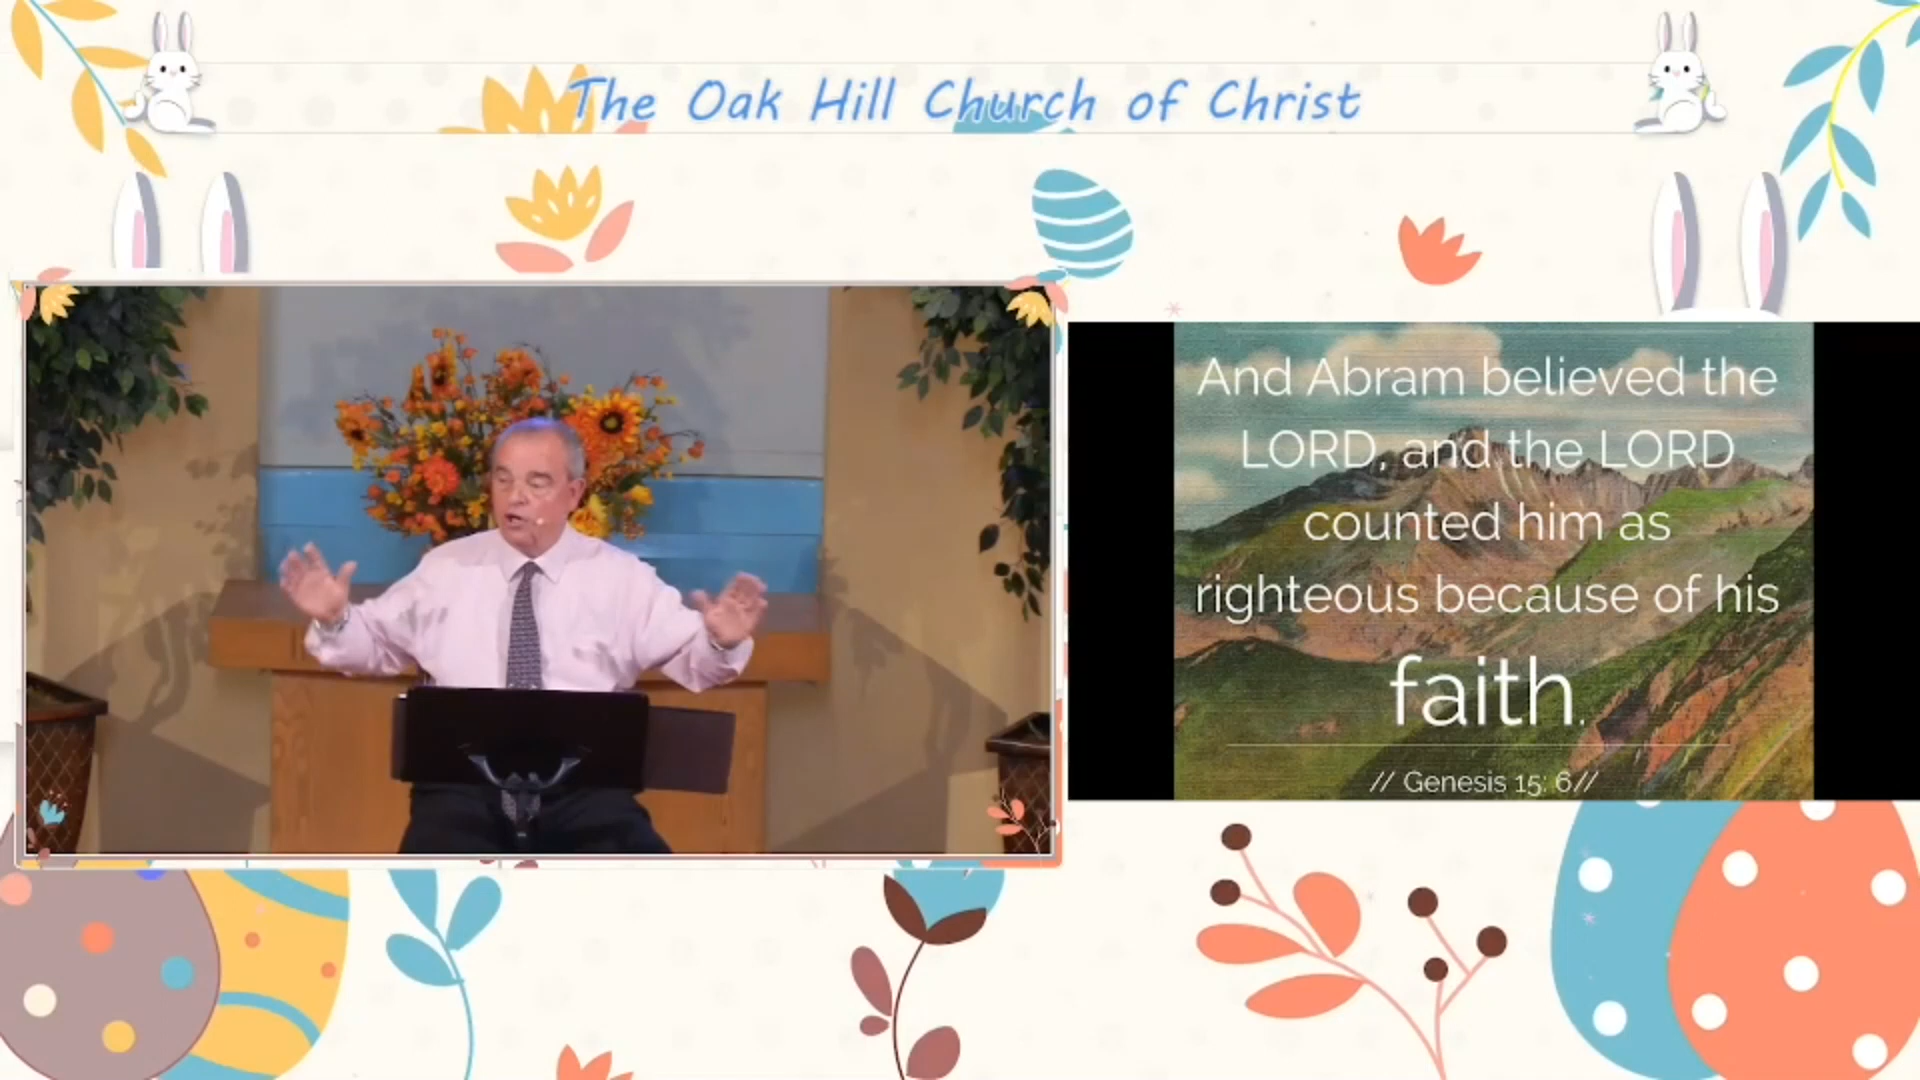 The Oak Hill Church of Christ
And Abram believed the
LORD, and the LORD
counted him as
righteous because of his
faith.
// Genesis 15: 6//